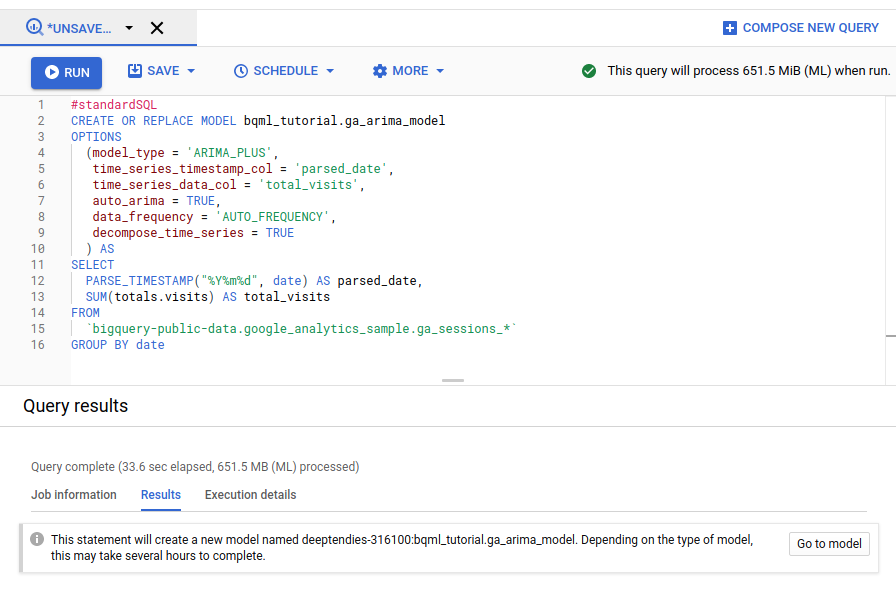 *UNSAVE...
COMPOSE NEW QUERY
RUN SAVE SCHEDULE MORE This query will process 651.5 MiB (ML) when run.
1 #standardSQL
2 CREATE OR REPLACE MODEL bqml_tutorial.ga_arima_model
3 OPTIONS
4 (model_type = 'ARIMA_PLUS',
5 time_series_timestamp_col = 'parsed_date',
6 time_series_data_col = 'total_visits',
7 auto_arima = TRUE,
8 data_frequency = 'AUTO_FREQUENCY',
9 decompose_time_series = TRUE
10 ) AS
11 SELECT
12 PARSE_TIMESTAMP("%Y%m%d", date) AS parsed_date,
13 SUM(totals.visits) AS total_visits
14 FROM
15 `bigquery-public-data.google_analytics_sample.ga_sessions_*`
16 GROUP BY date
Query results
Query complete (33.6 sec elapsed, 651.5 MB (ML) processed)
Job information Results Execution details
This statement will create a new model named deeptendies-316100:bqml_tutorial.ga_arima_model. Depending on the type of model,
this may take several hours to complete.
Go to model